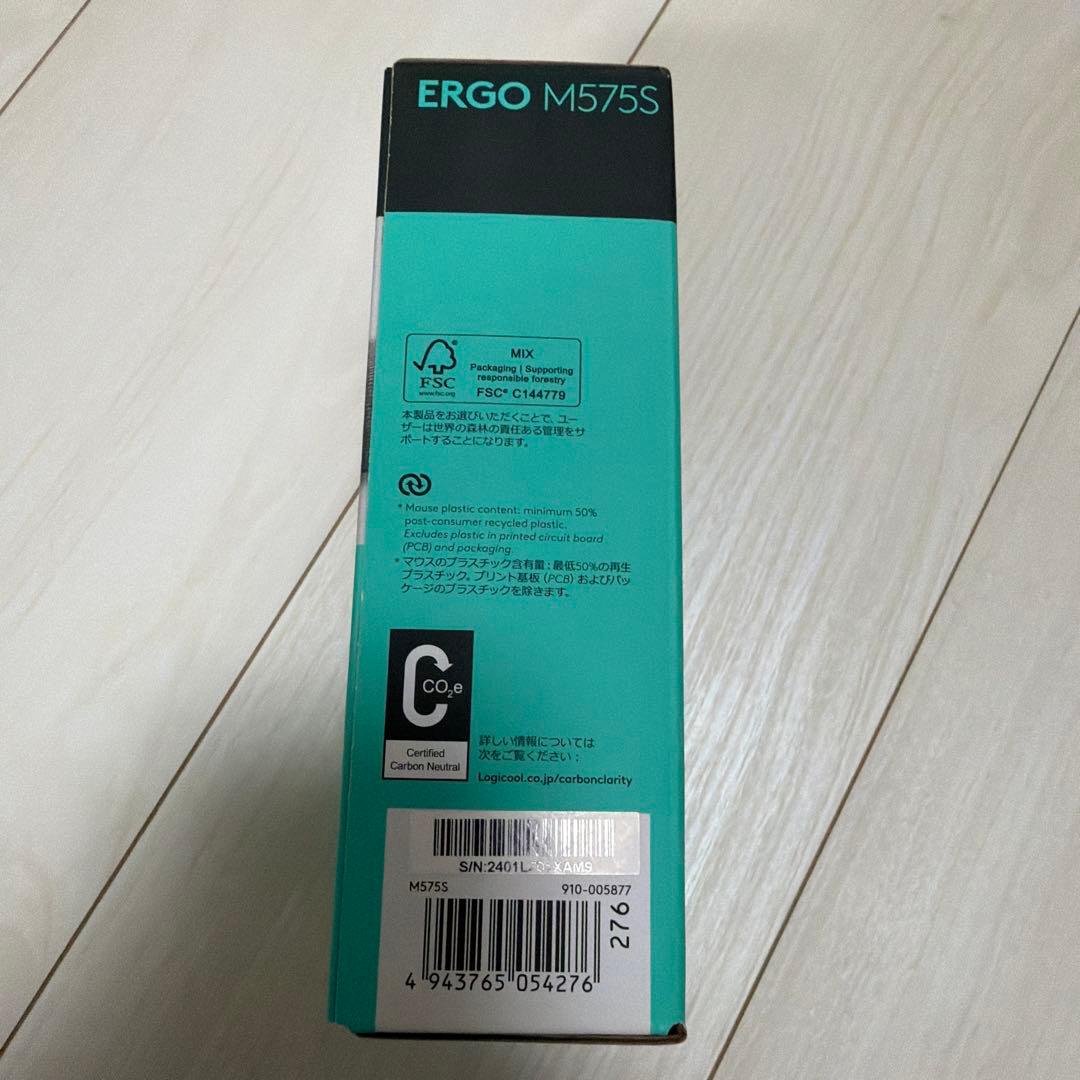 ERGO M575S
MIX
Packaging | Supporting
responsible forestry
FSC® C144779
FSC
www.fsc.org
本製品をお選びいただくことで、ユー
ザーは世界の森林の責任ある管理をサ
ポートすることになります。
* Mouse plastic content: minimum 50%
post-consumer recycled plastic.
Excludes plastic in printed circuit board
(PCB) and packaging.
* マウスのプラスチック含有量：最低50%の再生
プラスチック。プリント基板（PCB）およびパッ
ケージのプラスチックを除きます。
CO₂e
Certified
Carbon Neutral
詳しい情報については
次をご覧ください：
Logicool.co.jp/carbonclarity
M575S 910-005877
276
4 943765 054276